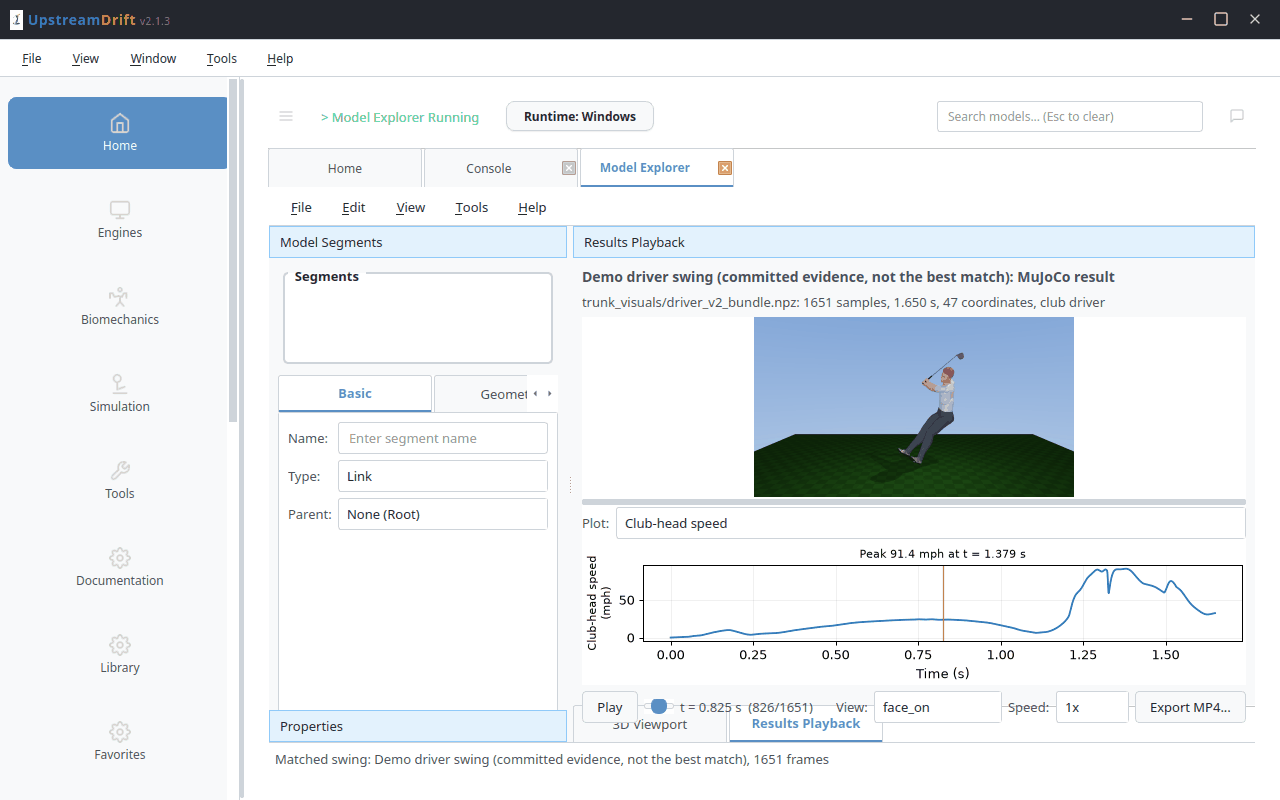 UpstreamDrift v2.1.3
File View Window Tools Help
Home
Engines
Biomechanics
Simulation
Tools
Documentation
Library
Favorites
> Model Explorer Running
Runtime: Windows
Search models... (Esc to clear)
Home Console Model Explorer
File Edit View Tools Help
Model Segments
Segments
Basic Geomet
Name: Enter segment name
Type: Link
Parent: None (Root)
Properties
Results Playback
Demo driver swing (committed evidence, not the best match): MuJoCo result
trunk_visuals/driver_v2_bundle.npz: 1651 samples, 1.650 s, 47 coordinates, club driver
Plot: Club-head speed
Peak 91.4 mph at t = 1.379 s
Club-head speed
(mph)
50
0
0.00 0.25 0.50 0.75 1.00 1.25 1.50
Time (s)
Play t = 0.825 s (826/1651) View: face_on Speed: 1x Export MP4...
3D Viewport Results Playback
Matched swing: Demo driver swing (committed evidence, not the best match), 1651 frames